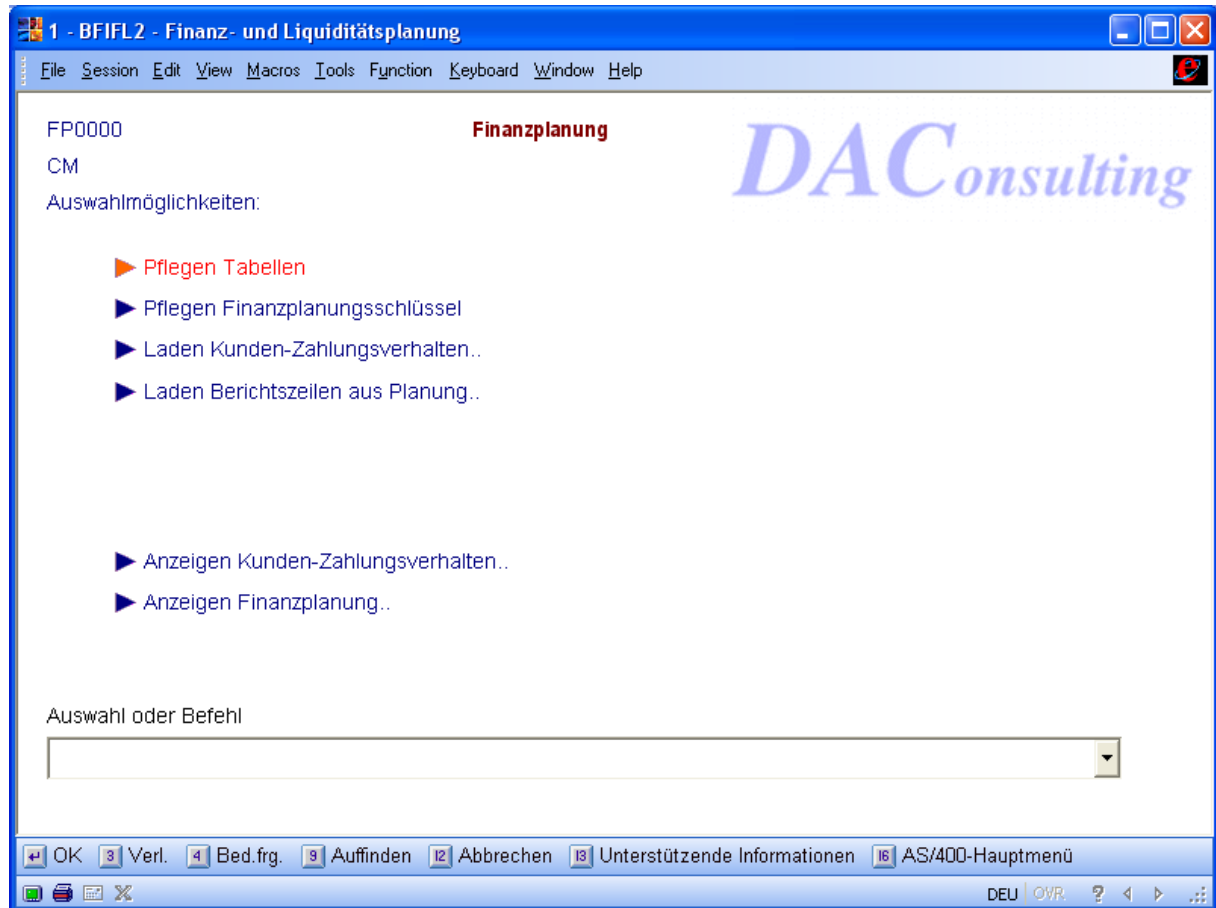 1 - BFIFL2 - Finanz- und Liquiditätsplanung
File Session Edit View Macros Tools Function Keyboard Window Help
FP0000 Finanzplanung
DAConsulting
CM
Auswahlmöglichkeiten:
Pflegen Tabellen
Pflegen Finanzplanungsschlüssel
Laden Kunden-Zahlungsverhalten..
Laden Berichtszeilen aus Planung..
Anzeigen Kunden-Zahlungsverhalten..
Anzeigen Finanzplanung..
Auswahl oder Befehl
OK 3 Verl. 4 Bed.frg. 9 Auffinden 12 Abbrechen 13 Unterstützende Informationen 16 AS/400-Hauptmenü
DEU OVR ?